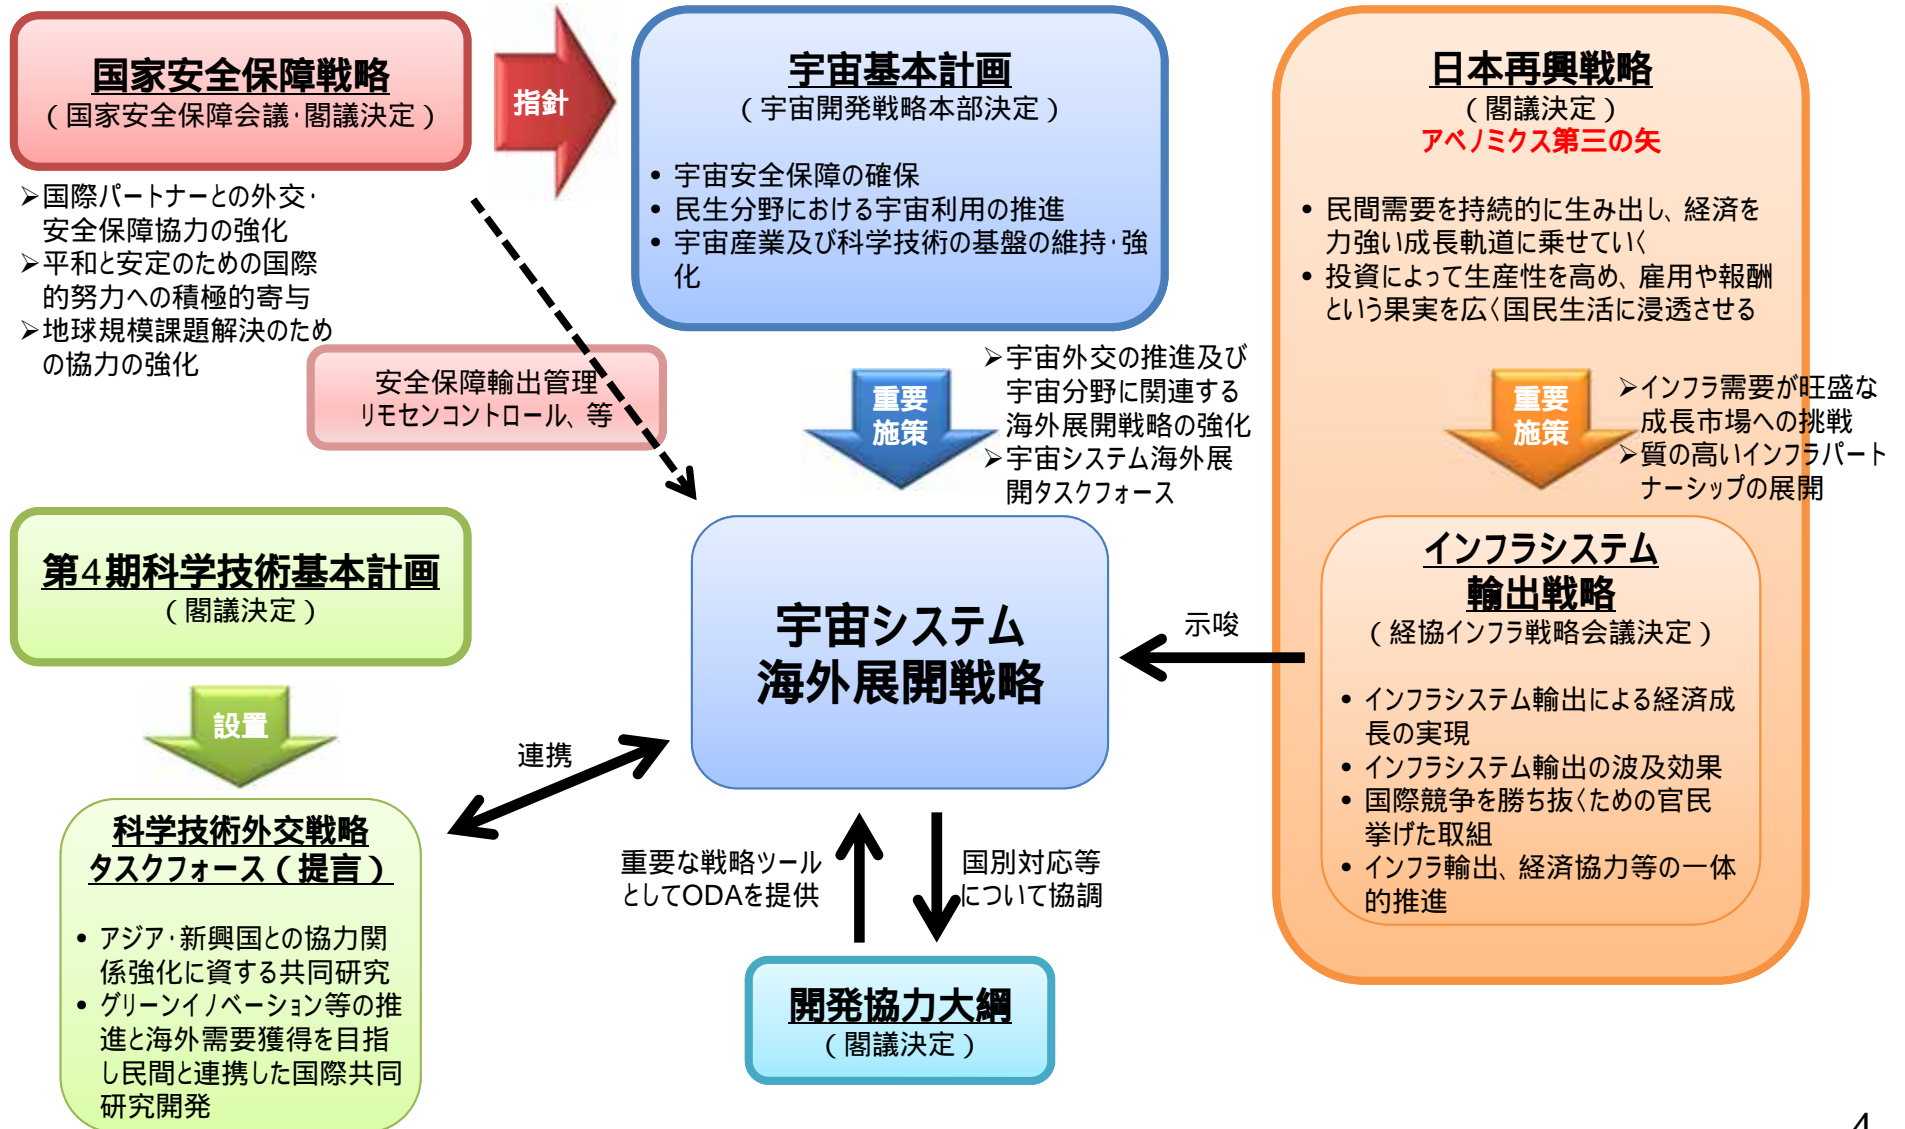 国家安全保障戦略
（国家安全保障会議・閣議決定）
指針
➢国際パートナーとの外交・
安全保障協力の強化
➢平和と安定のための国際
的努力への積極的寄与
➢地球規模課題解決のため
の協力の強化
安全保障輸出管理
リモセンコントロール、等
宇宙基本計画
（宇宙開発戦略本部決定）
• 宇宙安全保障の確保
• 民生分野における宇宙利用の推進
• 宇宙産業及び科学技術の基盤の維持・強
化
重要
施策
➢宇宙外交の推進及び
宇宙分野に関連する
海外展開戦略の強化
➢宇宙システム海外展
開タスクフォース
日本再興戦略
（閣議決定）
アベノミクス第三の矢
• 民間需要を持続的に生み出し、経済を
力強い成長軌道に乗せていく
• 投資によって生産性を高め、雇用や報酬
という果実を広く国民生活に浸透させる
重要
施策
➢インフラ需要が旺盛な
成長市場への挑戦
➢質の高いインフラパート
ナーシップの展開
インフラシステム
輸出戦略
（経協インフラ戦略会議決定）
• インフラシステム輸出による経済成
長の実現
• インフラシステム輸出の波及効果
• 国際競争を勝ち抜くための官民
挙げた取組
• インフラ輸出、経済協力等の一体
的推進
示唆
宇宙システム
海外展開戦略
第4期科学技術基本計画
（閣議決定）
設置
連携
科学技術外交戦略
タスクフォース（提言）
• アジア・新興国との協力関
係強化に資する共同研究
• グリーンイノベーション等の推
進と海外需要獲得を目指
し民間と連携した国際共同
研究開発
重要な戦略ツール
としてODAを提供
国別対応等
について協調
開発協力大綱
（閣議決定）
4